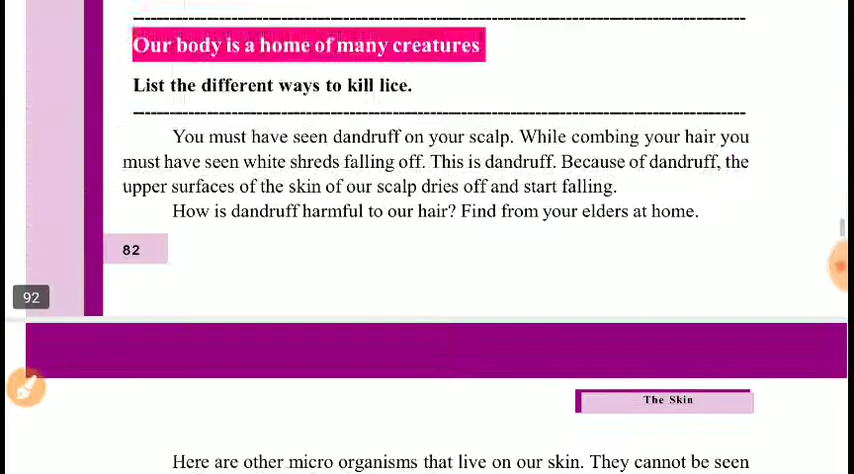 Our body is a home of many creatures
List the different ways to kill lice.
You must have seen dandruff on your scalp. While combing your hair you
must have seen white shreds falling off. This is dandruff. Because of dandruff, the
upper surfaces of the skin of our scalp dries off and start falling.
How is dandruff harmful to our hair? Find from your elders at home.
82
92
The Skin
Here are other micro organisms that live on our skin. They cannot be seen